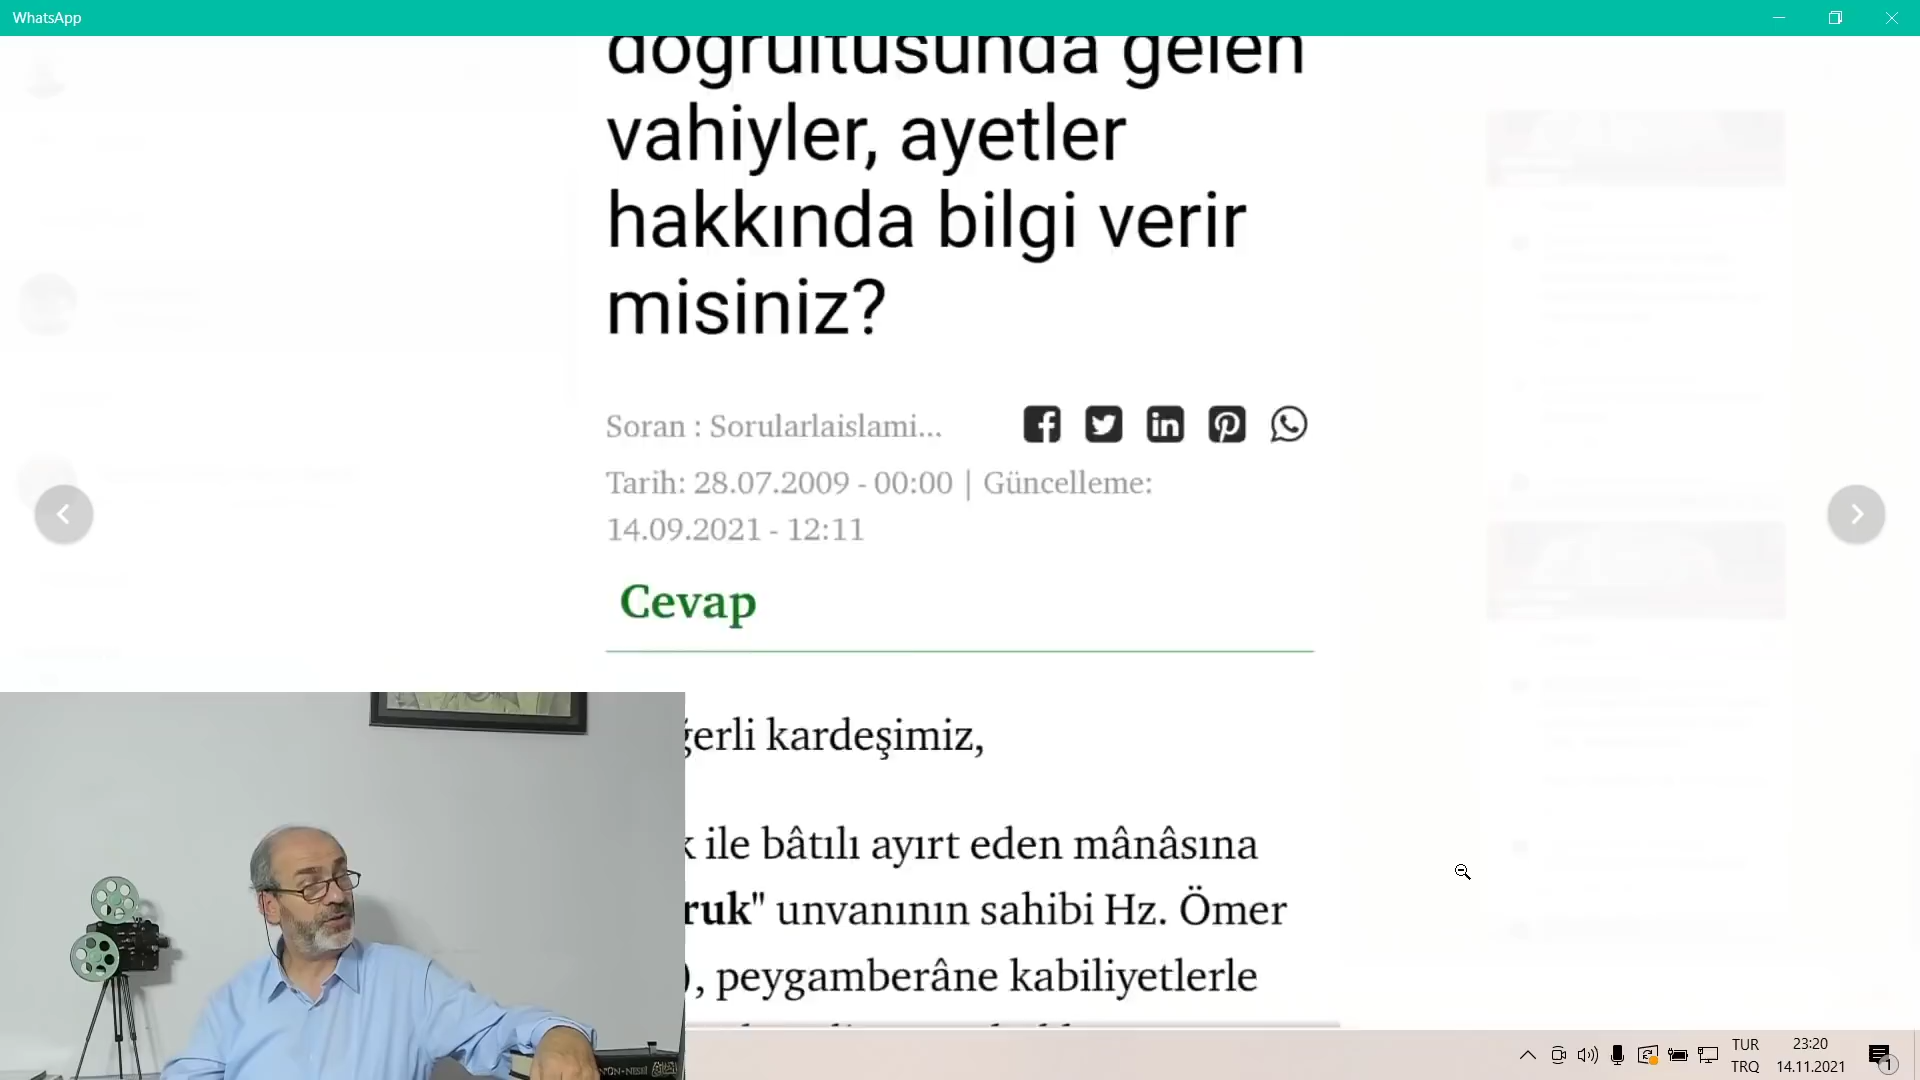 WhatsApp
doğrultusunda gelen
vahiyler, ayetler
hakkında bilgi verir
misiniz?
Soran : Sorularlaislami...
Tarih: 28.07.2009 - 00:00 | Güncelleme:
14.09.2021 - 12:11
Cevap
ğerli kardeşimiz,
k ile bâtılı ayırt eden mânâsına
ruk" unvanının sahibi Hz. Ömer
), peygamberâne kabiliyetlerle
TUR
23:20
TRQ
14.11.2021
1